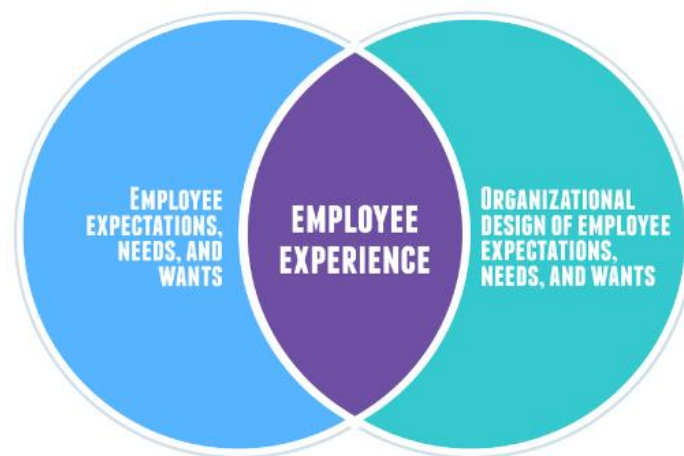 EMPLOYEE
EXPECTATIONS,
NEEDS, AND
WANTS
EMPLOYEE
EXPERIENCE
ORGANIZATIONAL
DESIGN OF EMPLOYEE
EXPECTATIONS,
NEEDS, AND WANTS